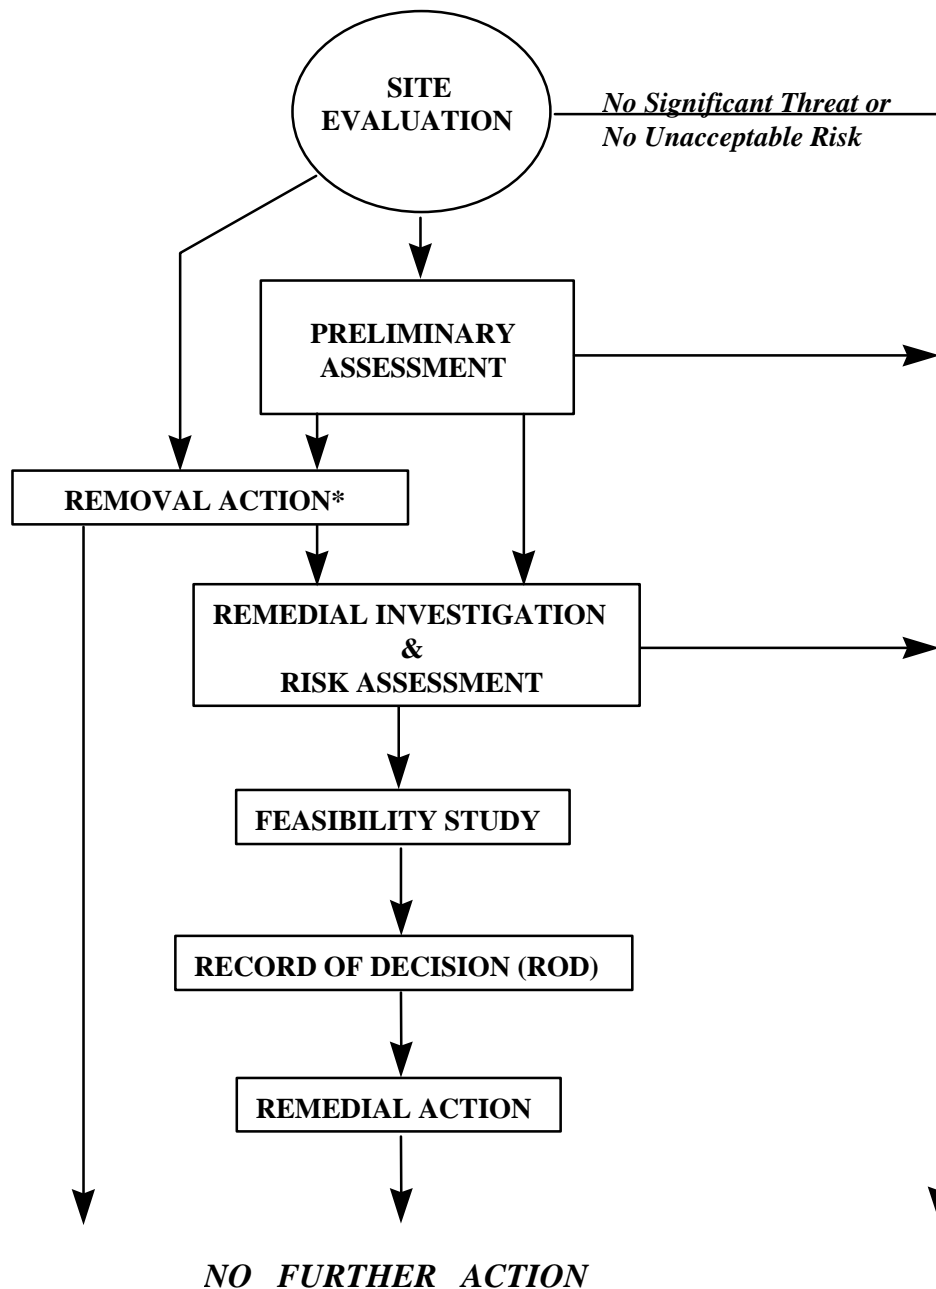 SITE
EVALUATION
No Significant Threat or
No Unacceptable Risk
PRELIMINARY
ASSESSMENT
REMOVAL ACTION*
REMEDIAL INVESTIGATION
&
RISK ASSESSMENT
FEASIBILITY STUDY
RECORD OF DECISION (ROD)
REMEDIAL ACTION
NO FURTHER ACTION